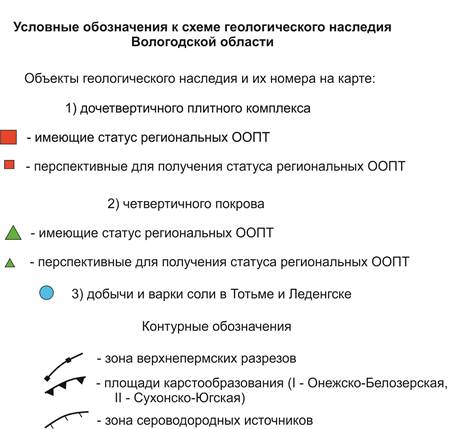 Условные обозначения к схеме геологического наследия
Вологодской области
Объекты геологического наследия и их номера на карте:
1) дочетвертичного плитного комплекса
- имеющие статус региональных ООПТ
- перспективные для получения статуса региональных ООПТ
2) четвертичного покрова
- имеющие статус региональных ООПТ
- перспективные для получения статуса региональных ООПТ
3) добычи и варки соли в Тотьме и Леденгске
Контурные обозначения
- зона верхнепермских разрезов
- площади карстообразования (I - Онежско-Белозерская,
II - Сухонско-Югская)
- зона сероводородных источников